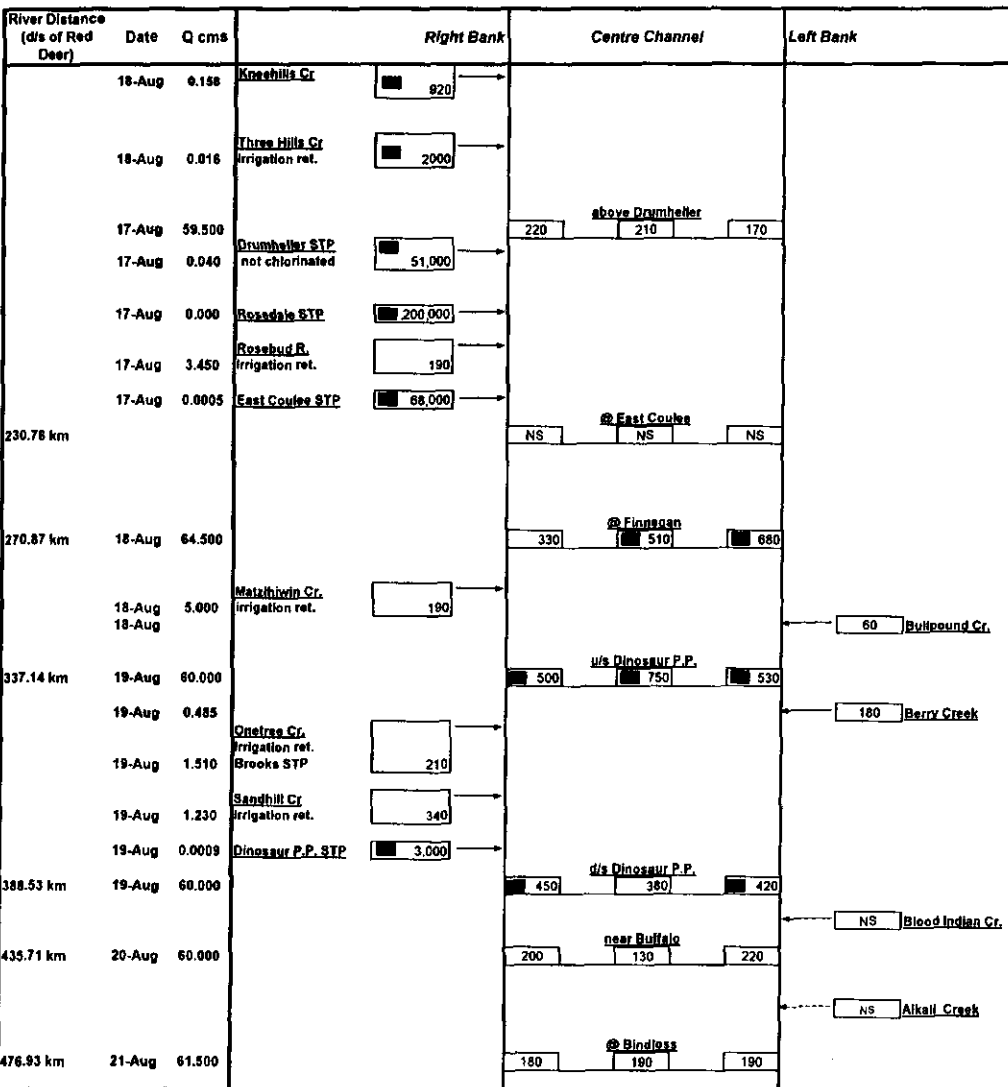 River Distance (d/s of Red Deer) Date Q cms Right Bank Centre Channel Left Bank
Kneehills Cr
18-Aug 0.158 920
Three Hills Cr
18-Aug 0.016 irrigation ret. 2000
above Drumheller
17-Aug 59.500 220 210 170
Drumheller STP
17-Aug 0.040 not chlorinated 51,000
17-Aug 0.000 Rosedale STP 200,000
Rosebud R.
17-Aug 3.450 irrigation ret. 190
17-Aug 0.0005 East Coulee STP 68,000
@ East Coulee
230.76 km NS NS NS
@ Finnegan
270.87 km 18-Aug 64.500 330 510 680
Matzihiwin Cr.
18-Aug 5.000 irrigation ret. 190
18-Aug 60 Bullpound Cr.
u/s Dinosaur P.P.
337.14 km 19-Aug 60.000 500 750 530
19-Aug 0.485 180 Berry Creek
Onetree Cr.
irrigation ret.
19-Aug 1.510 Brooks STP 210
Sandhill Cr
19-Aug 1.230 irrigation ret. 340
19-Aug 0.0009 Dinosaur P.P. STP 3,000
d/s Dinosaur P.P.
388.53 km 19-Aug 60.000 450 380 420
NS Blood Indian Cr.
near Buffalo
435.71 km 20-Aug 60.000 200 130 220
NS Alkali Creek
@ Bindloss
476.93 km 21-Aug 61.500 180 190 190